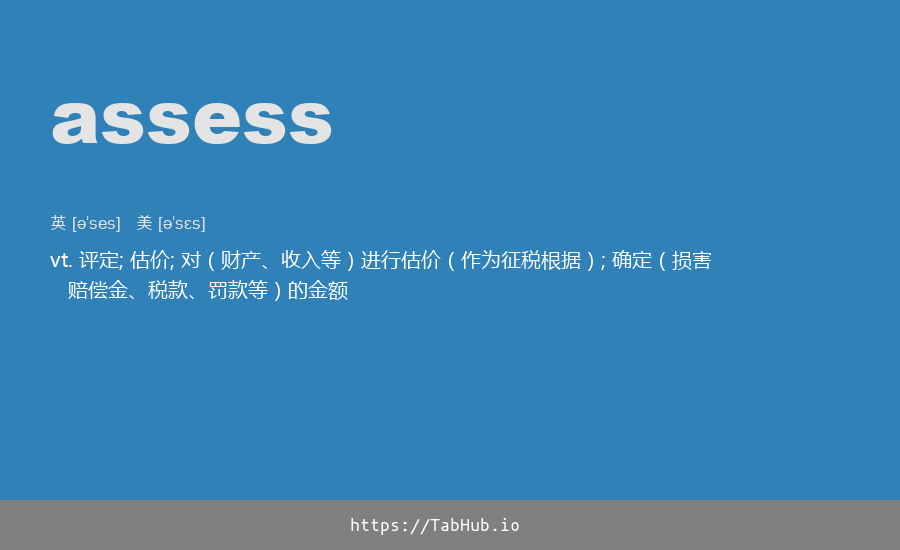 assess
英 [ə'ses] 美 [ə'sɛs]
vt. 评定; 估价; 对（财产、收入等）进行估价（作为征税根据）; 确定（损害
赔偿金、税款、罚款等）的金额
https://TabHub.io